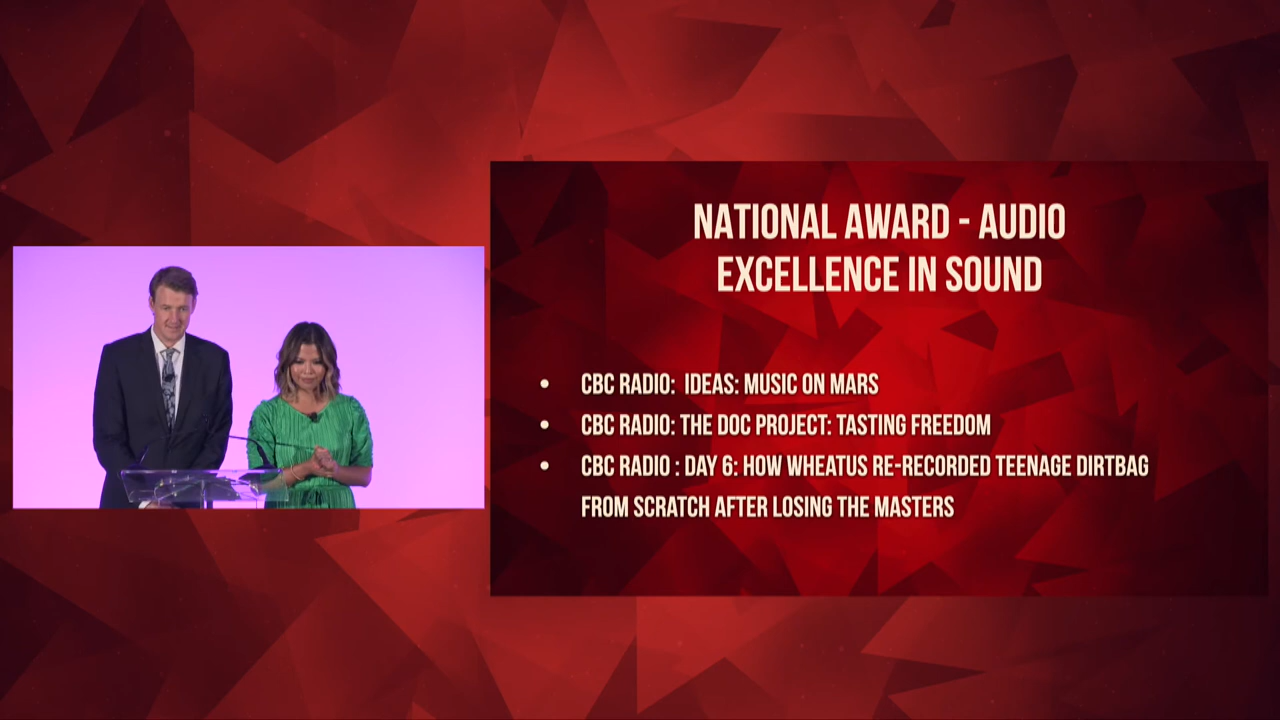 NATIONAL AWARD - AUDIO
EXCELLENCE IN SOUND
• CBC RADIO: IDEAS: MUSIC ON MARS
• CBC RADIO: THE DOC PROJECT: TASTING FREEDOM
• CBC RADIO : DAY 6: HOW WHEATUS RE-RECORDED TEENAGE DIRTBAG
FROM SCRATCH AFTER LOSING THE MASTERS